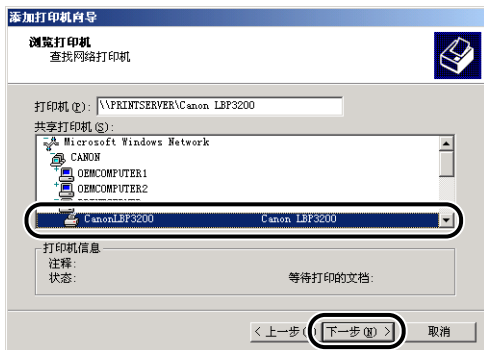 添加打印机向导
浏览打印机
查找网络打印机
打印机(P): \\PRINTSERVER\Canon LBP3200
共享打印机(S):
Microsoft Windows Network
CANON
OEMCOMPUTER1
OEMCOMPUTER2
CanonLBP3200 Canon LBP3200
打印机信息
注释:
状态: 等待打印的文档:
< 上一步 下一步(N) > 取消